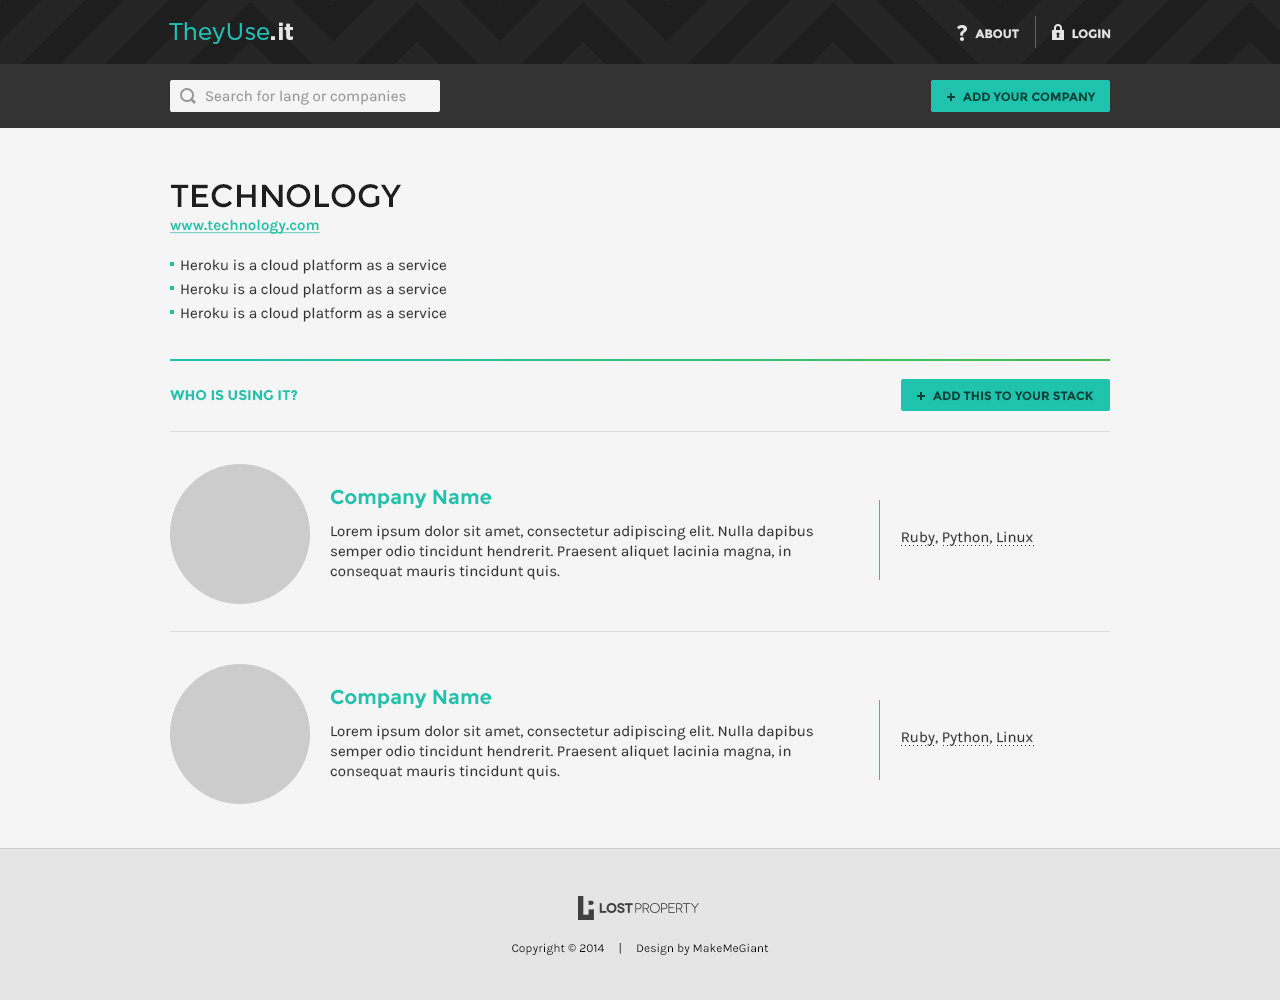 TheyUse.it
? ABOUT
LOGIN
Search for lang or companies
+ ADD YOUR COMPANY
TECHNOLOGY
www.technology.com
Heroku is a cloud platform as a service
Heroku is a cloud platform as a service
Heroku is a cloud platform as a service
WHO IS USING IT?
+ ADD THIS TO YOUR STACK
Company Name
Lorem ipsum dolor sit amet, consectetur adipiscing elit. Nulla dapibus
semper odio tincidunt hendrerit. Praesent aliquet lacinia magna, in
consequat mauris tincidunt quis.
Ruby, Python, Linux
Company Name
Lorem ipsum dolor sit amet, consectetur adipiscing elit. Nulla dapibus
semper odio tincidunt hendrerit. Praesent aliquet lacinia magna, in
consequat mauris tincidunt quis.
Ruby, Python, Linux
LOSTPROPERTY
Copyright © 2014 | Design by MakeMeGiant